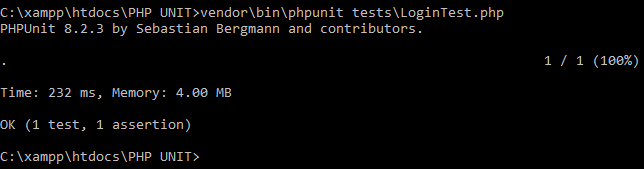 C:\xampp\htdocs\PHP UNIT>vendor\bin\phpunit tests\LoginTest.php
PHPUnit 8.2.3 by Sebastian Bergmann and contributors.
. 1 / 1 (100%)
Time: 232 ms, Memory: 4.00 MB
OK (1 test, 1 assertion)
C:\xampp\htdocs\PHP UNIT>